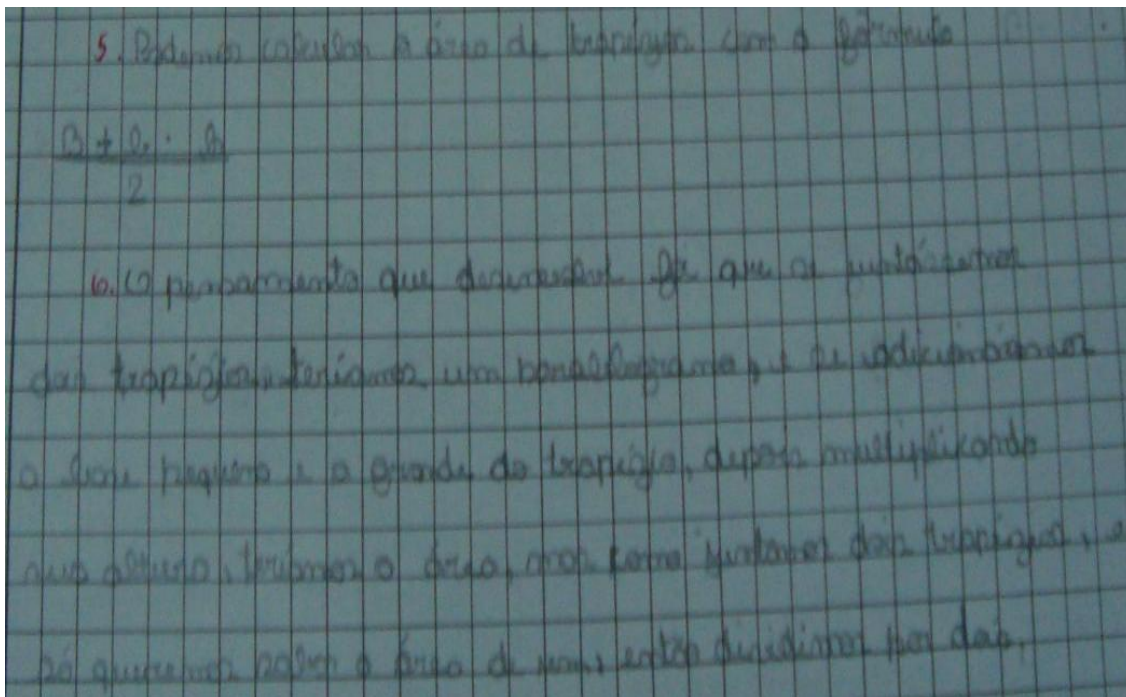 5. Podemos calcular a área de trapézios com a fórmula
B + b . h
2
6. O pensamento que desenvolvi foi que se juntássemos
dois trapézios, teríamos um paralelogramo, e se adicionássemos
a base pequena e a grande do trapézio, depois multiplicando
sua altura, teríamos a área, mas como juntamos dois trapézios, e
só queremos saber a área de um, então dividimos por dois.